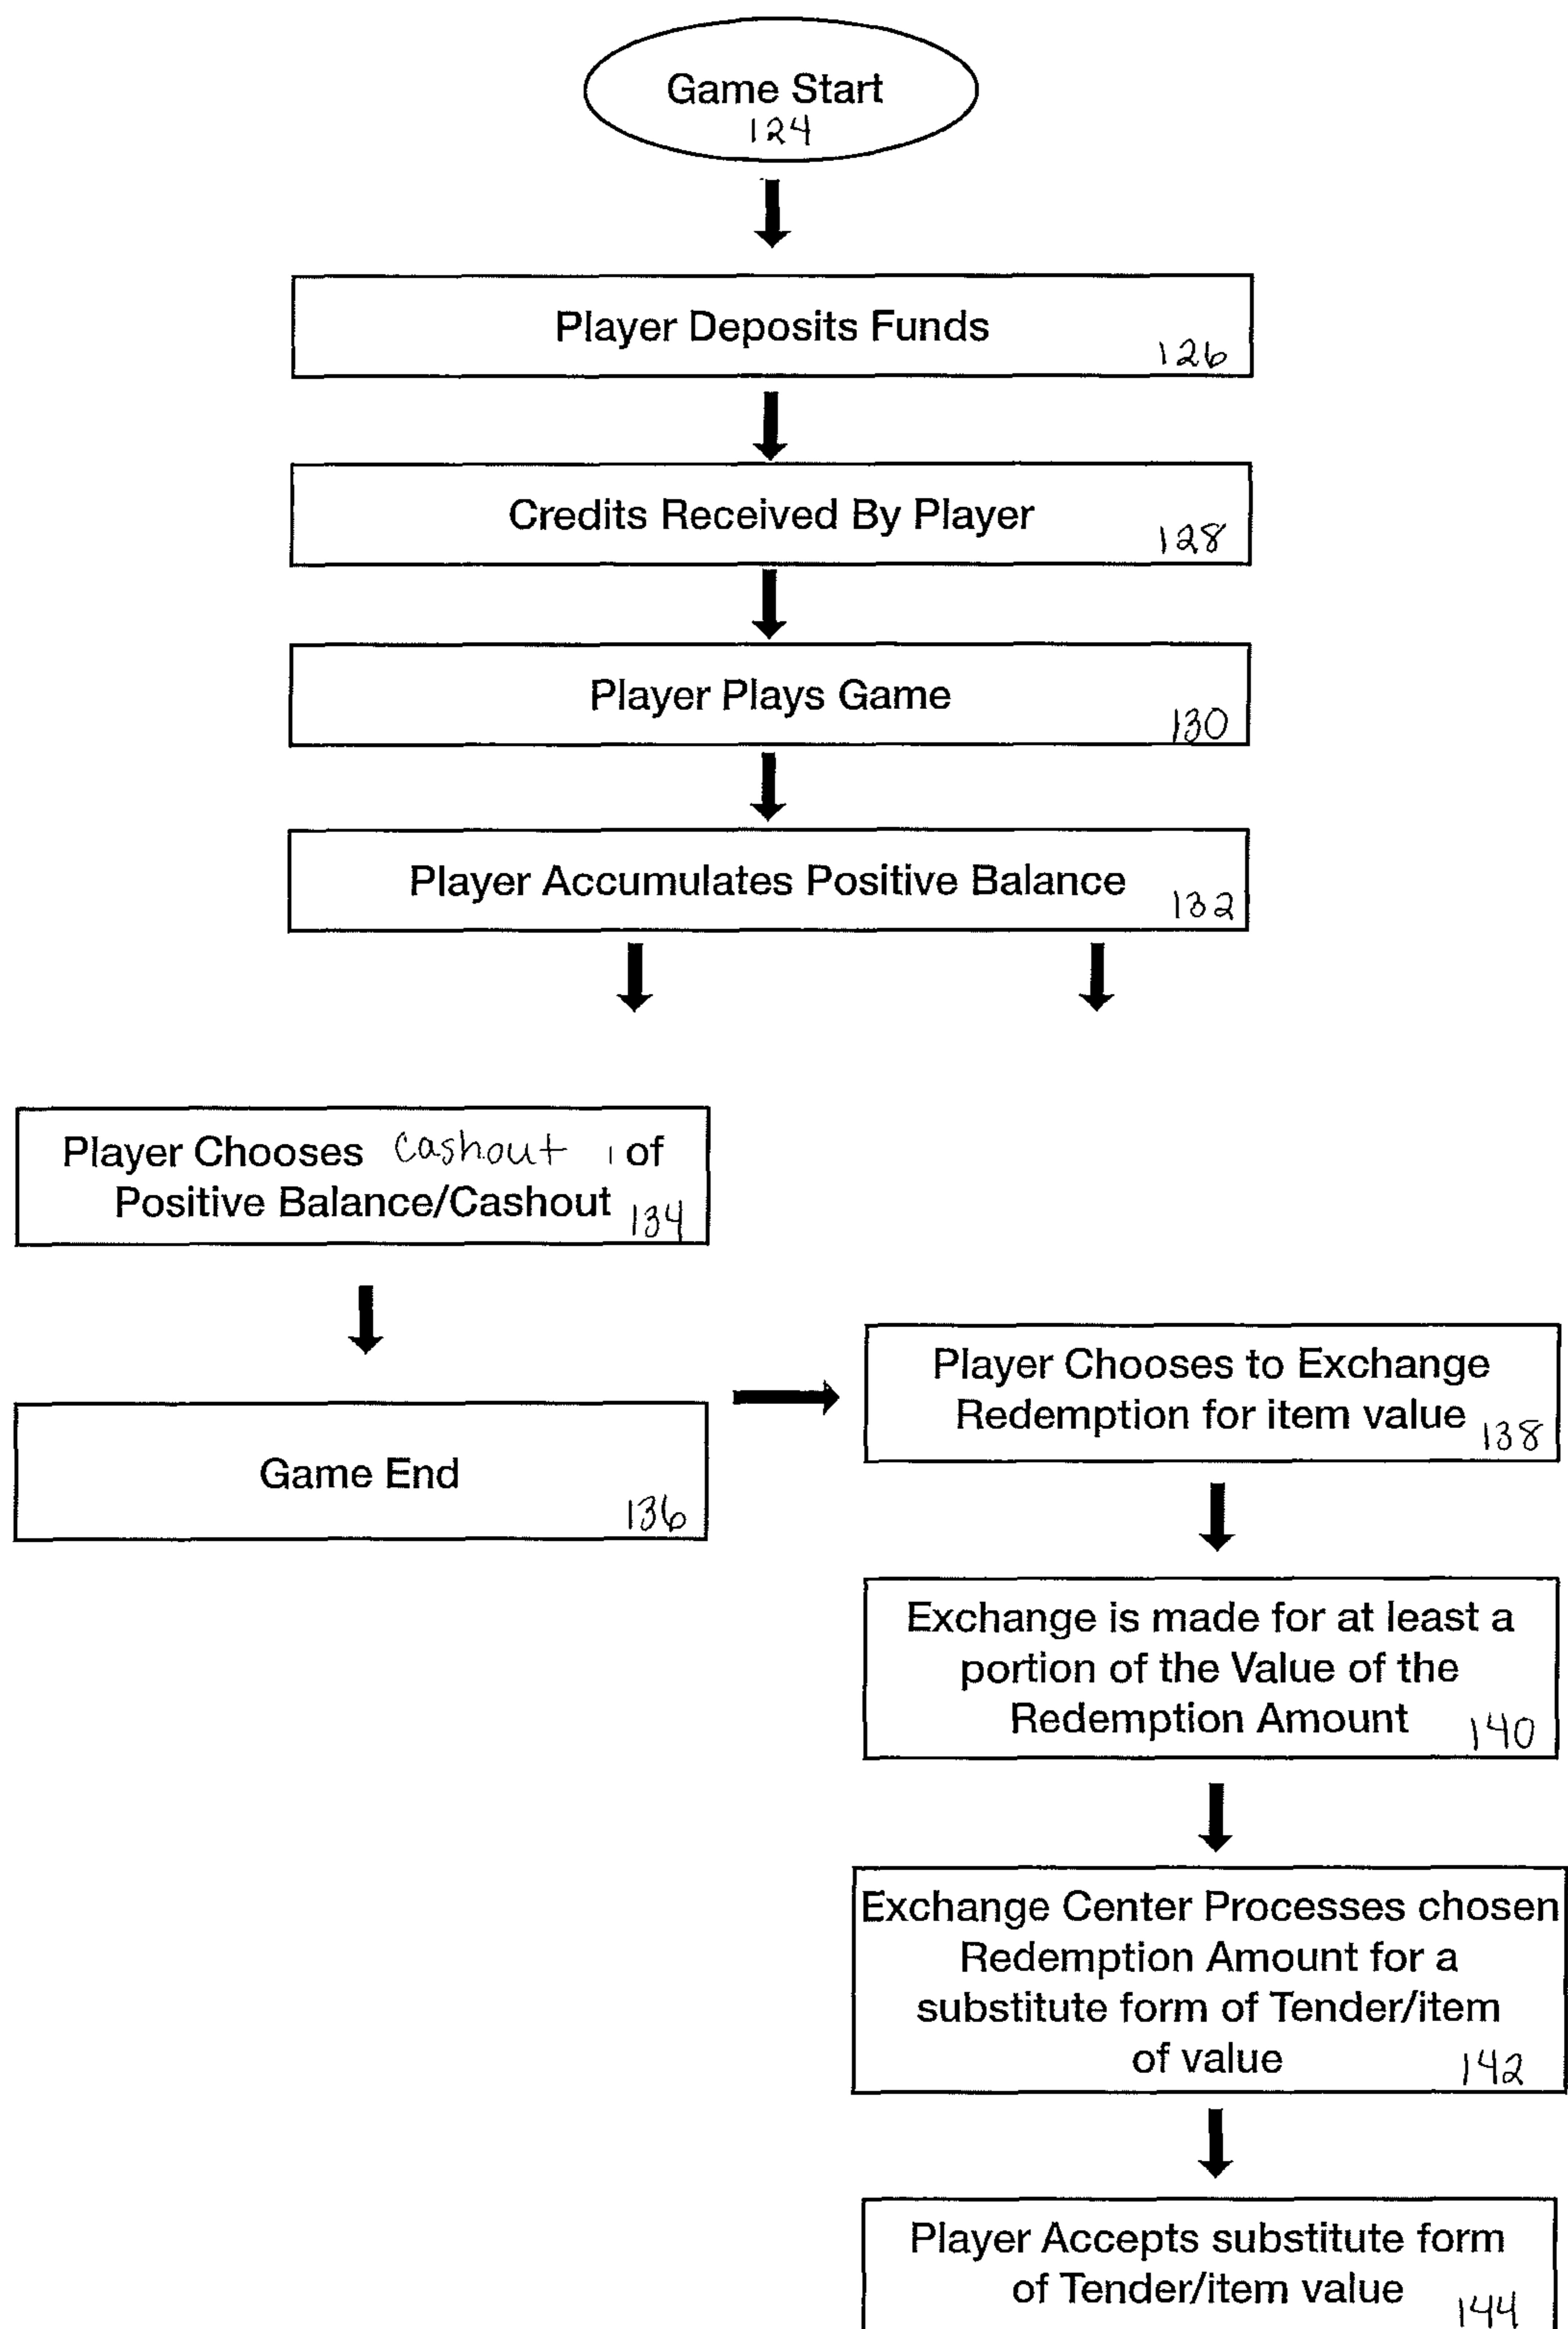 Game Start
124
Player Deposits Funds
126
Credits Received By Player
128
Player Plays Game
130
Player Accumulates Positive Balance
132
Player Chooses cashout of
Positive Balance/Cashout
134
Game End
136
Player Chooses to Exchange
Redemption for item value
138
Exchange is made for at least a
portion of the Value of the
Redemption Amount
140
Exchange Center Processes chosen
Redemption Amount for a
substitute form of Tender/item
of value
142
Player Accepts substitute form
of Tender/item value
144